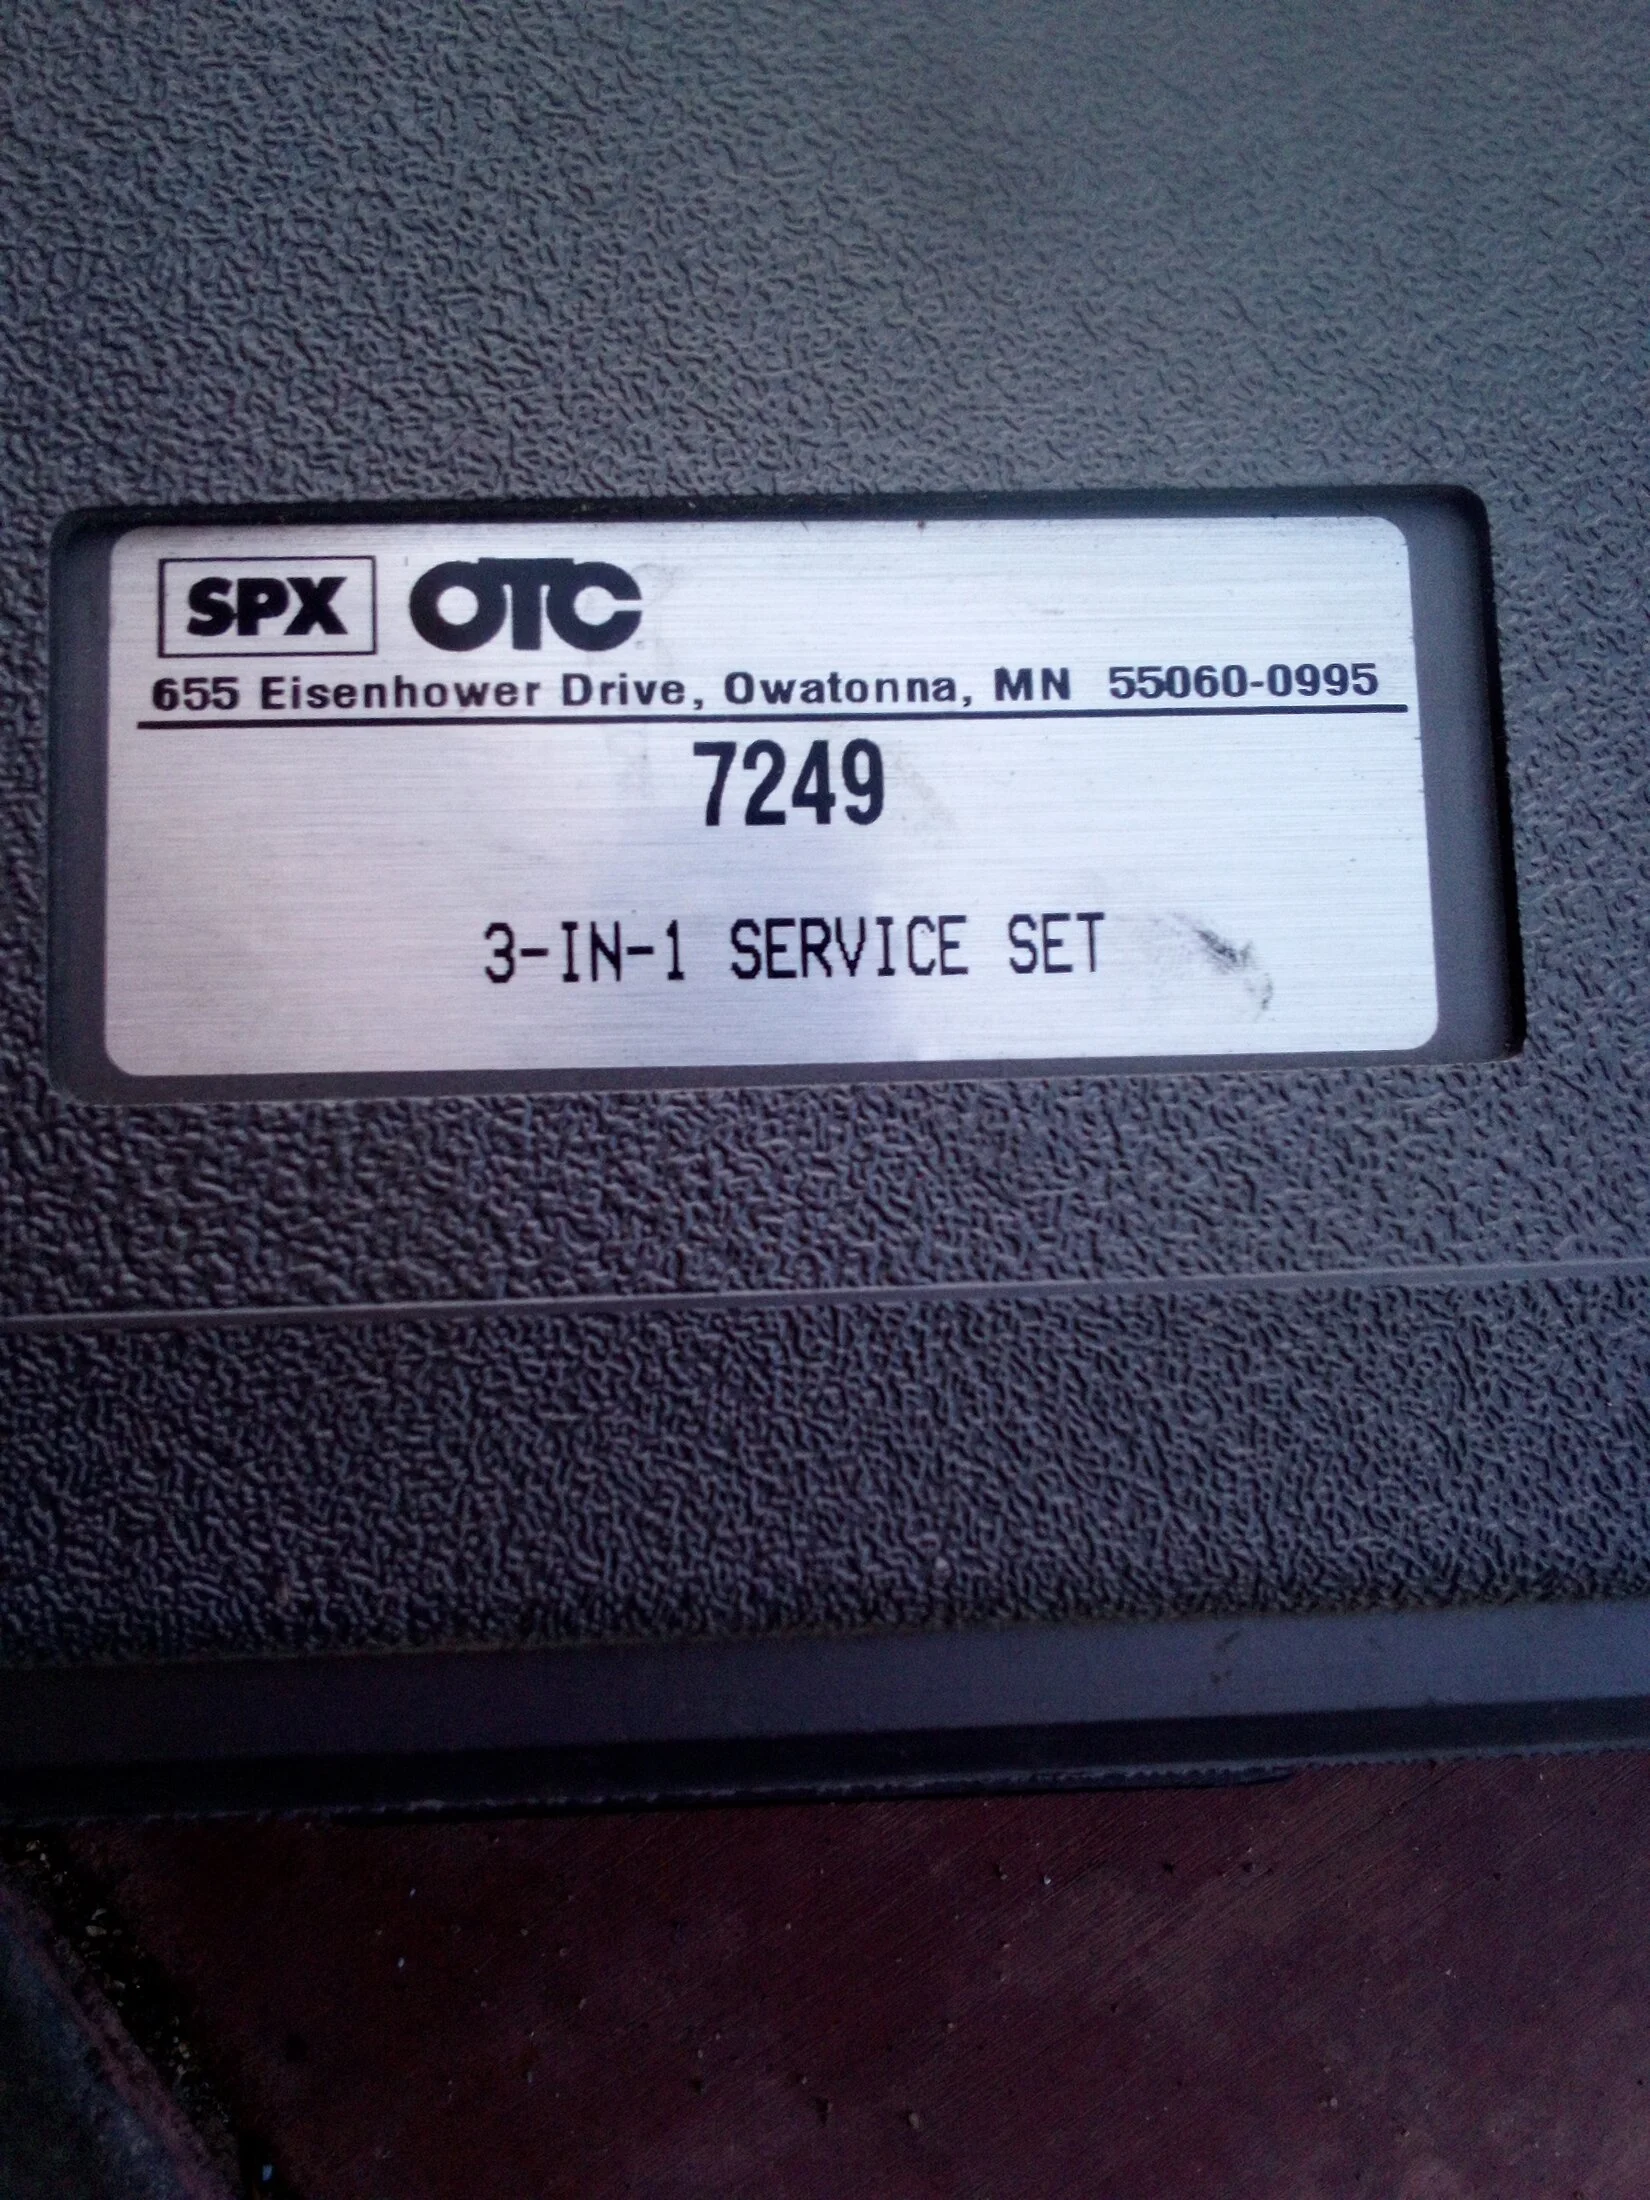 SPX OTC
655 Eisenhower Drive, Owatonna, MN 55060-0995
7249
3-IN-1 SERVICE SET